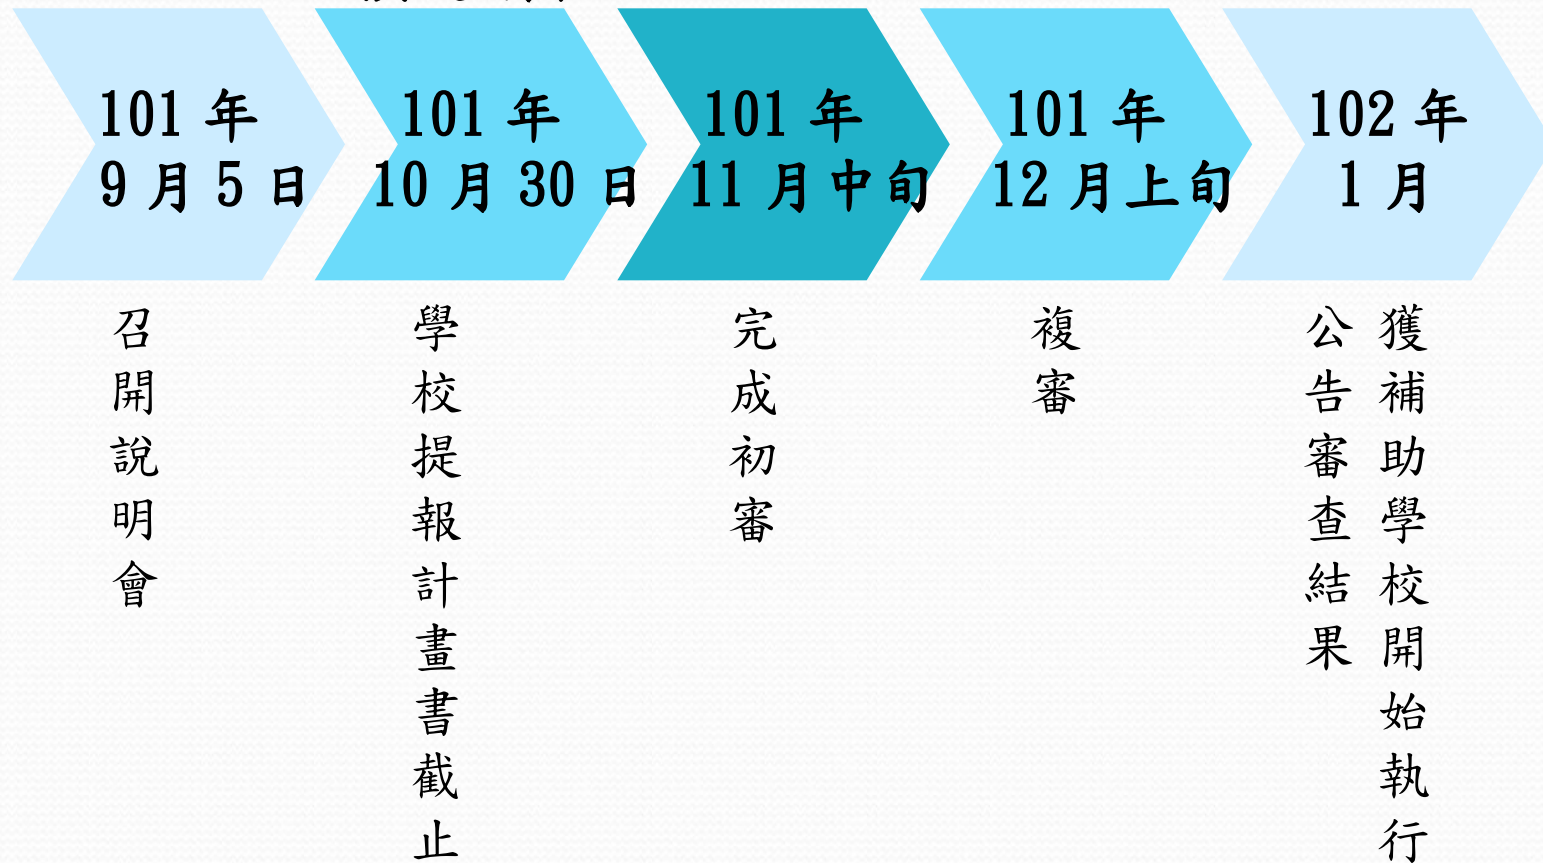 101 年
9 月 5 日
101 年
10 月 30 日
101 年
11 月中旬
101 年
12 月上旬
102 年
1 月
召開說明會
學校提報計畫書截止
完成初審
複審
公告審查結果
獲補助學校開始執行